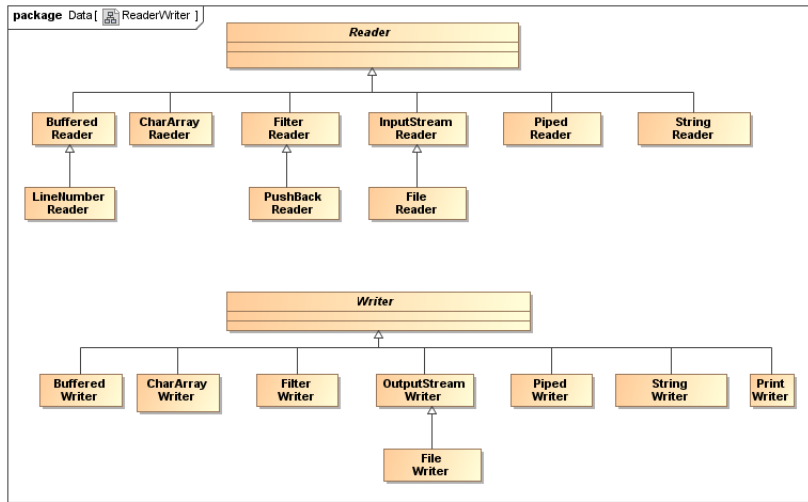 package Data[ ReaderWriter ]
Reader
Buffered
Reader
CharArray
Raeder
Filter
Reader
InputStream
Reader
Piped
Reader
String
Reader
LineNumber
Reader
PushBack
Reader
File
Reader
Writer
Buffered
Writer
CharArray
Writer
Filter
Writer
OutputStream
Writer
Piped
Writer
String
Writer
Print
Writer
File
Writer